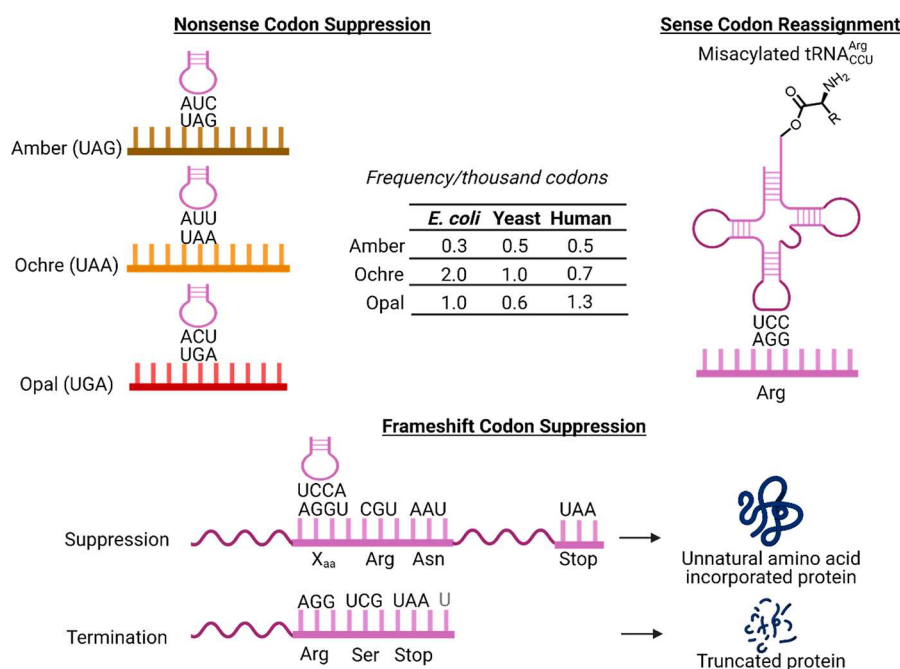 Nonsense Codon Suppression
AUC
UAG
Amber (UAG)
AUU
UAA
Ochre (UAA)
ACU
UGA
Opal (UGA)
Frequency/thousand codons
E. coli Yeast Human
Amber 0.3 0.5 0.5
Ochre 2.0 1.0 0.7
Opal 1.0 0.6 1.3
Sense Codon Reassignment
Misacylated tRNA^Arg_CCU
NH₂
O
O
R
UCC
AGG
Arg
Frameshift Codon Suppression
UCCA
AGGU CGU AAU UAA
Suppression
X_aa Arg Asn Stop
Unnatural amino acid
incorporated protein
AGG UCG UAA U
Termination
Arg Ser Stop
Truncated protein